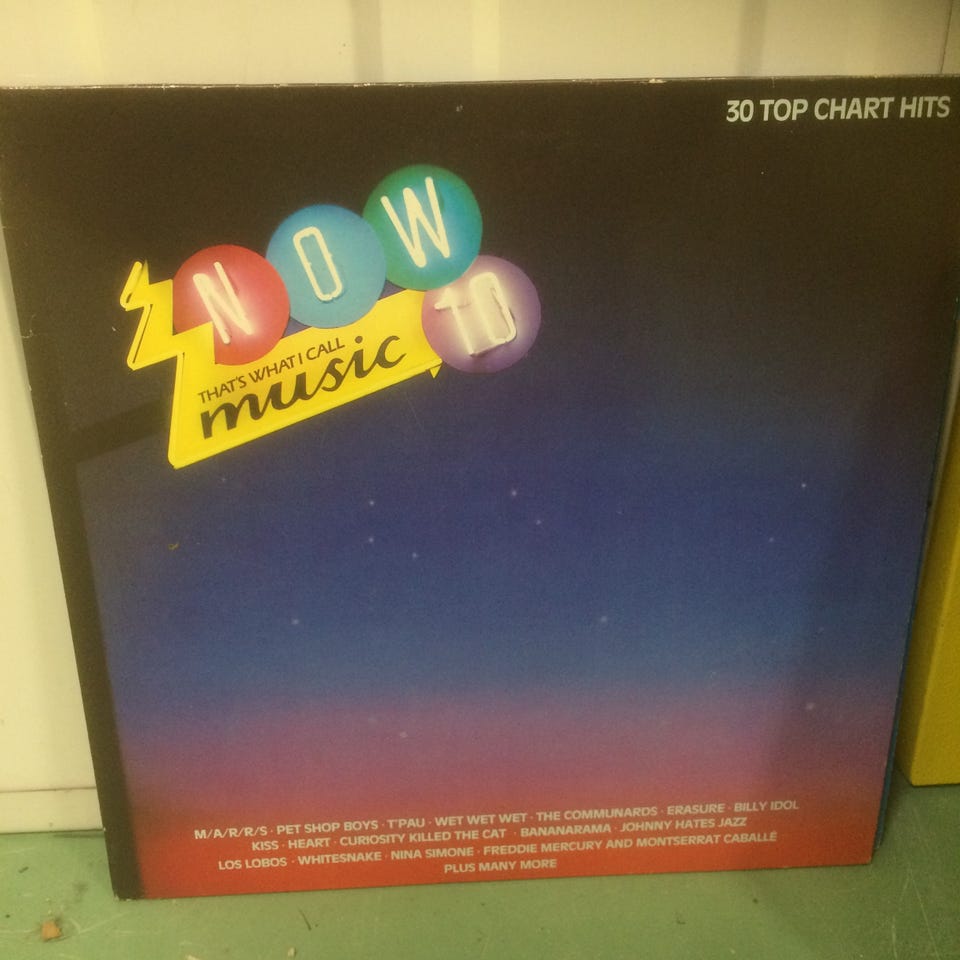 30 TOP CHART HITS
NOW
10
THAT'S WHAT I CALL
music
M/A/R/R/S · PET SHOP BOYS · T'PAU · WET WET WET · THE COMMUNARDS · ERASURE · BILLY IDOL
KISS · HEART · CURIOSITY KILLED THE CAT · BANANARAMA · JOHNNY HATES JAZZ
LOS LOBOS · WHITESNAKE · NINA SIMONE · FREDDIE MERCURY AND MONTSERRAT CABALLÉ
PLUS MANY MORE